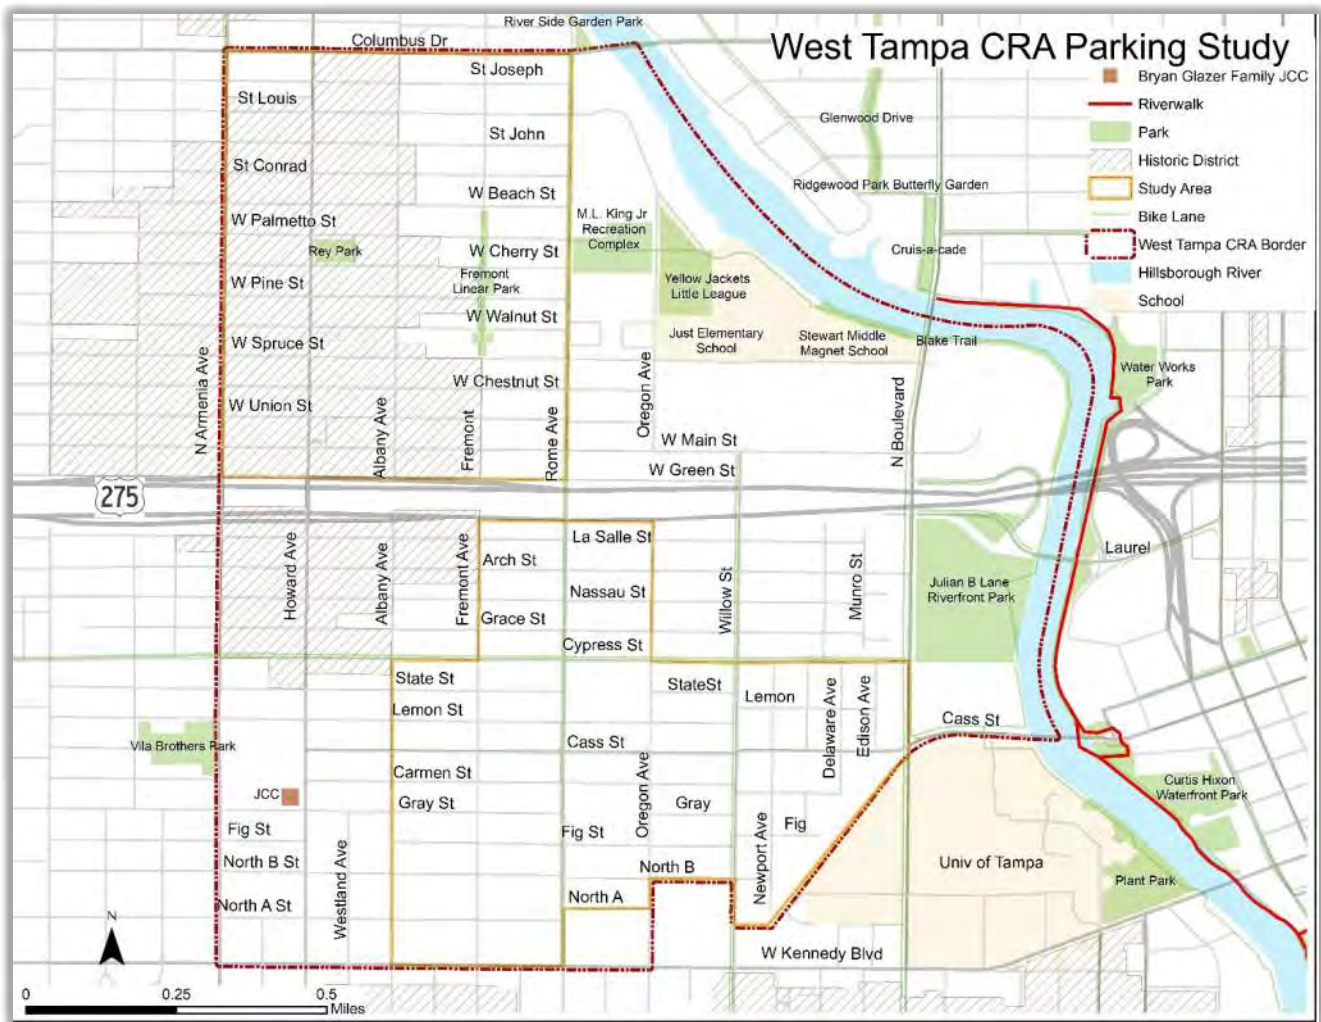 River Side Garden Park
Columbus Dr
West Tampa CRA Parking Study
St Joseph
Bryan Glazer Family JCC
St Louis
Riverwalk
Glenwood Drive
St John
Park
Historic District
St Conrad
Ridgewood Park Butterfly Garden
Study Area
W Beach St
Bike Lane
W Palmetto St
M.L. King Jr
Recreation
Complex
West Tampa CRA Border
Rey Park
W Cherry St
Cruis-a-cade
Hillsborough River
W Pine St
Fremont
Linear Park
Yellow Jackets
Little League
School
W Walnut St
Just Elementary
School
Stewart Middle
Magnet School
Blake Trail
W Spruce St
N Armenia Ave
Oregon Ave
Water Works
Park
W Chestnut St
W Union St
Albany Ave
Fremont
Rome Ave
N Boulevard
W Main St
W Green St
275
La Salle St
Laurel
Howard Ave
Albany Ave
Fremont Ave
Arch St
Willow St
Munro St
Julian B Lane
Riverfront Park
Nassau St
Grace St
Cypress St
State St
StateSt
Lemon
Lemon St
Delaware Ave
Edison Ave
Cass St
Vila Brothers Park
Cass St
Carmen St
Curtis Hixon
Waterfront Park
JCC
Gray St
Oregon Ave
Gray
Fig St
Fig St
Newport Ave
Fig
North B St
Westland Ave
North B
Univ of Tampa
Plant Park
North A St
North A
W Kennedy Blvd
N
0
0.25
0.5
Miles